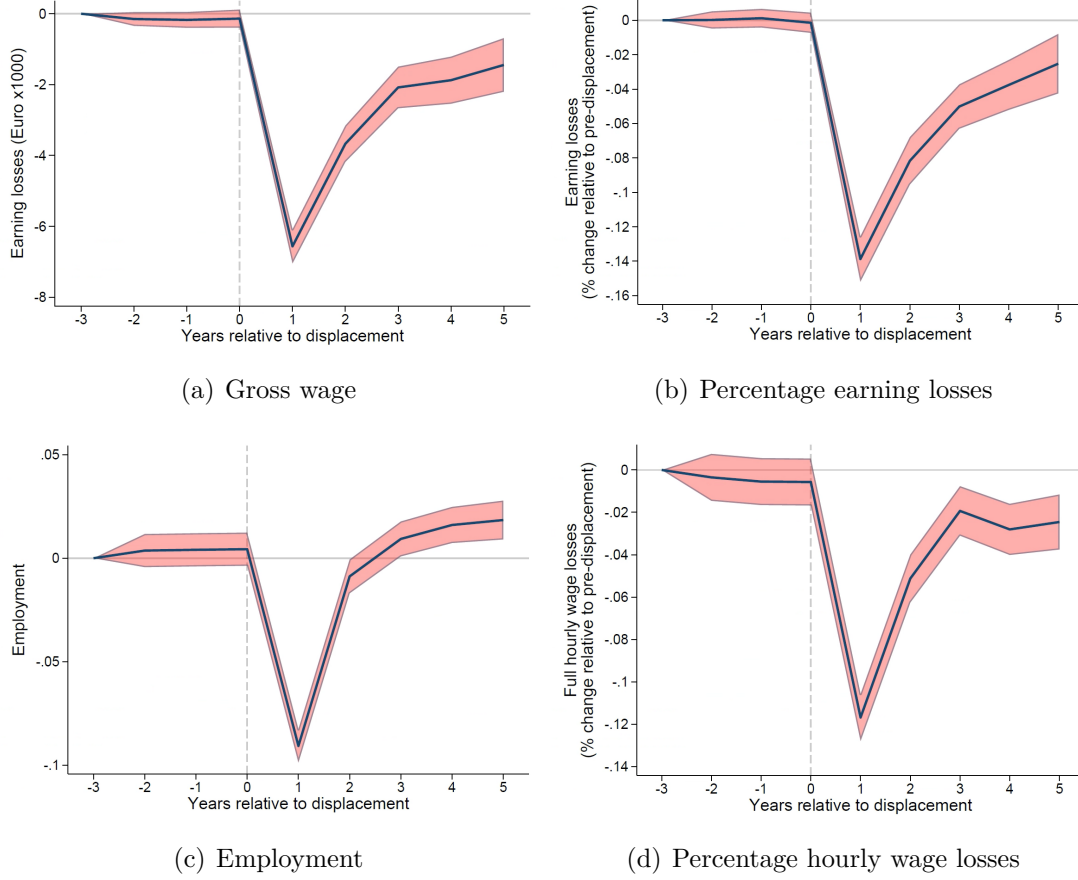 -0
-2
-4
-6
-8
Earning losses (Euro x1000)
-3 -2 -1 0 1 2 3 4 5
Years relative to displacement
(a) Gross wage
0
-.02
-.04
-.06
-.08
-.1
-.12
-.14
-.16
Earning losses
(% change relative to pre-displacement)
-3 -2 -1 0 1 2 3 4 5
Years relative to displacement
(b) Percentage earning losses
.05
0
-.05
-.1
Employment
-3 -2 -1 0 1 2 3 4 5
Years relative to displacement
(c) Employment
0
-.02
-.04
-.06
-.08
-.1
-.12
-.14
Full hourly wage losses
(% change relative to pre-displacement)
-3 -2 -1 0 1 2 3 4 5
Years relative to displacement
(d) Percentage hourly wage losses